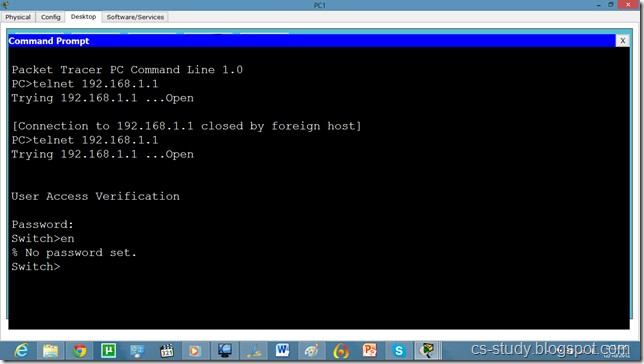 PC1
Physical Config Desktop Software/Services
Command Prompt X
Packet Tracer PC Command Line 1.0
PC>telnet 192.168.1.1
Trying 192.168.1.1 ...Open
[Connection to 192.168.1.1 closed by foreign host]
PC>telnet 192.168.1.1
Trying 192.168.1.1 ...Open
User Access Verification
Password:
Switch>en
% No password set.
Switch>
cs-study.blogspot.com